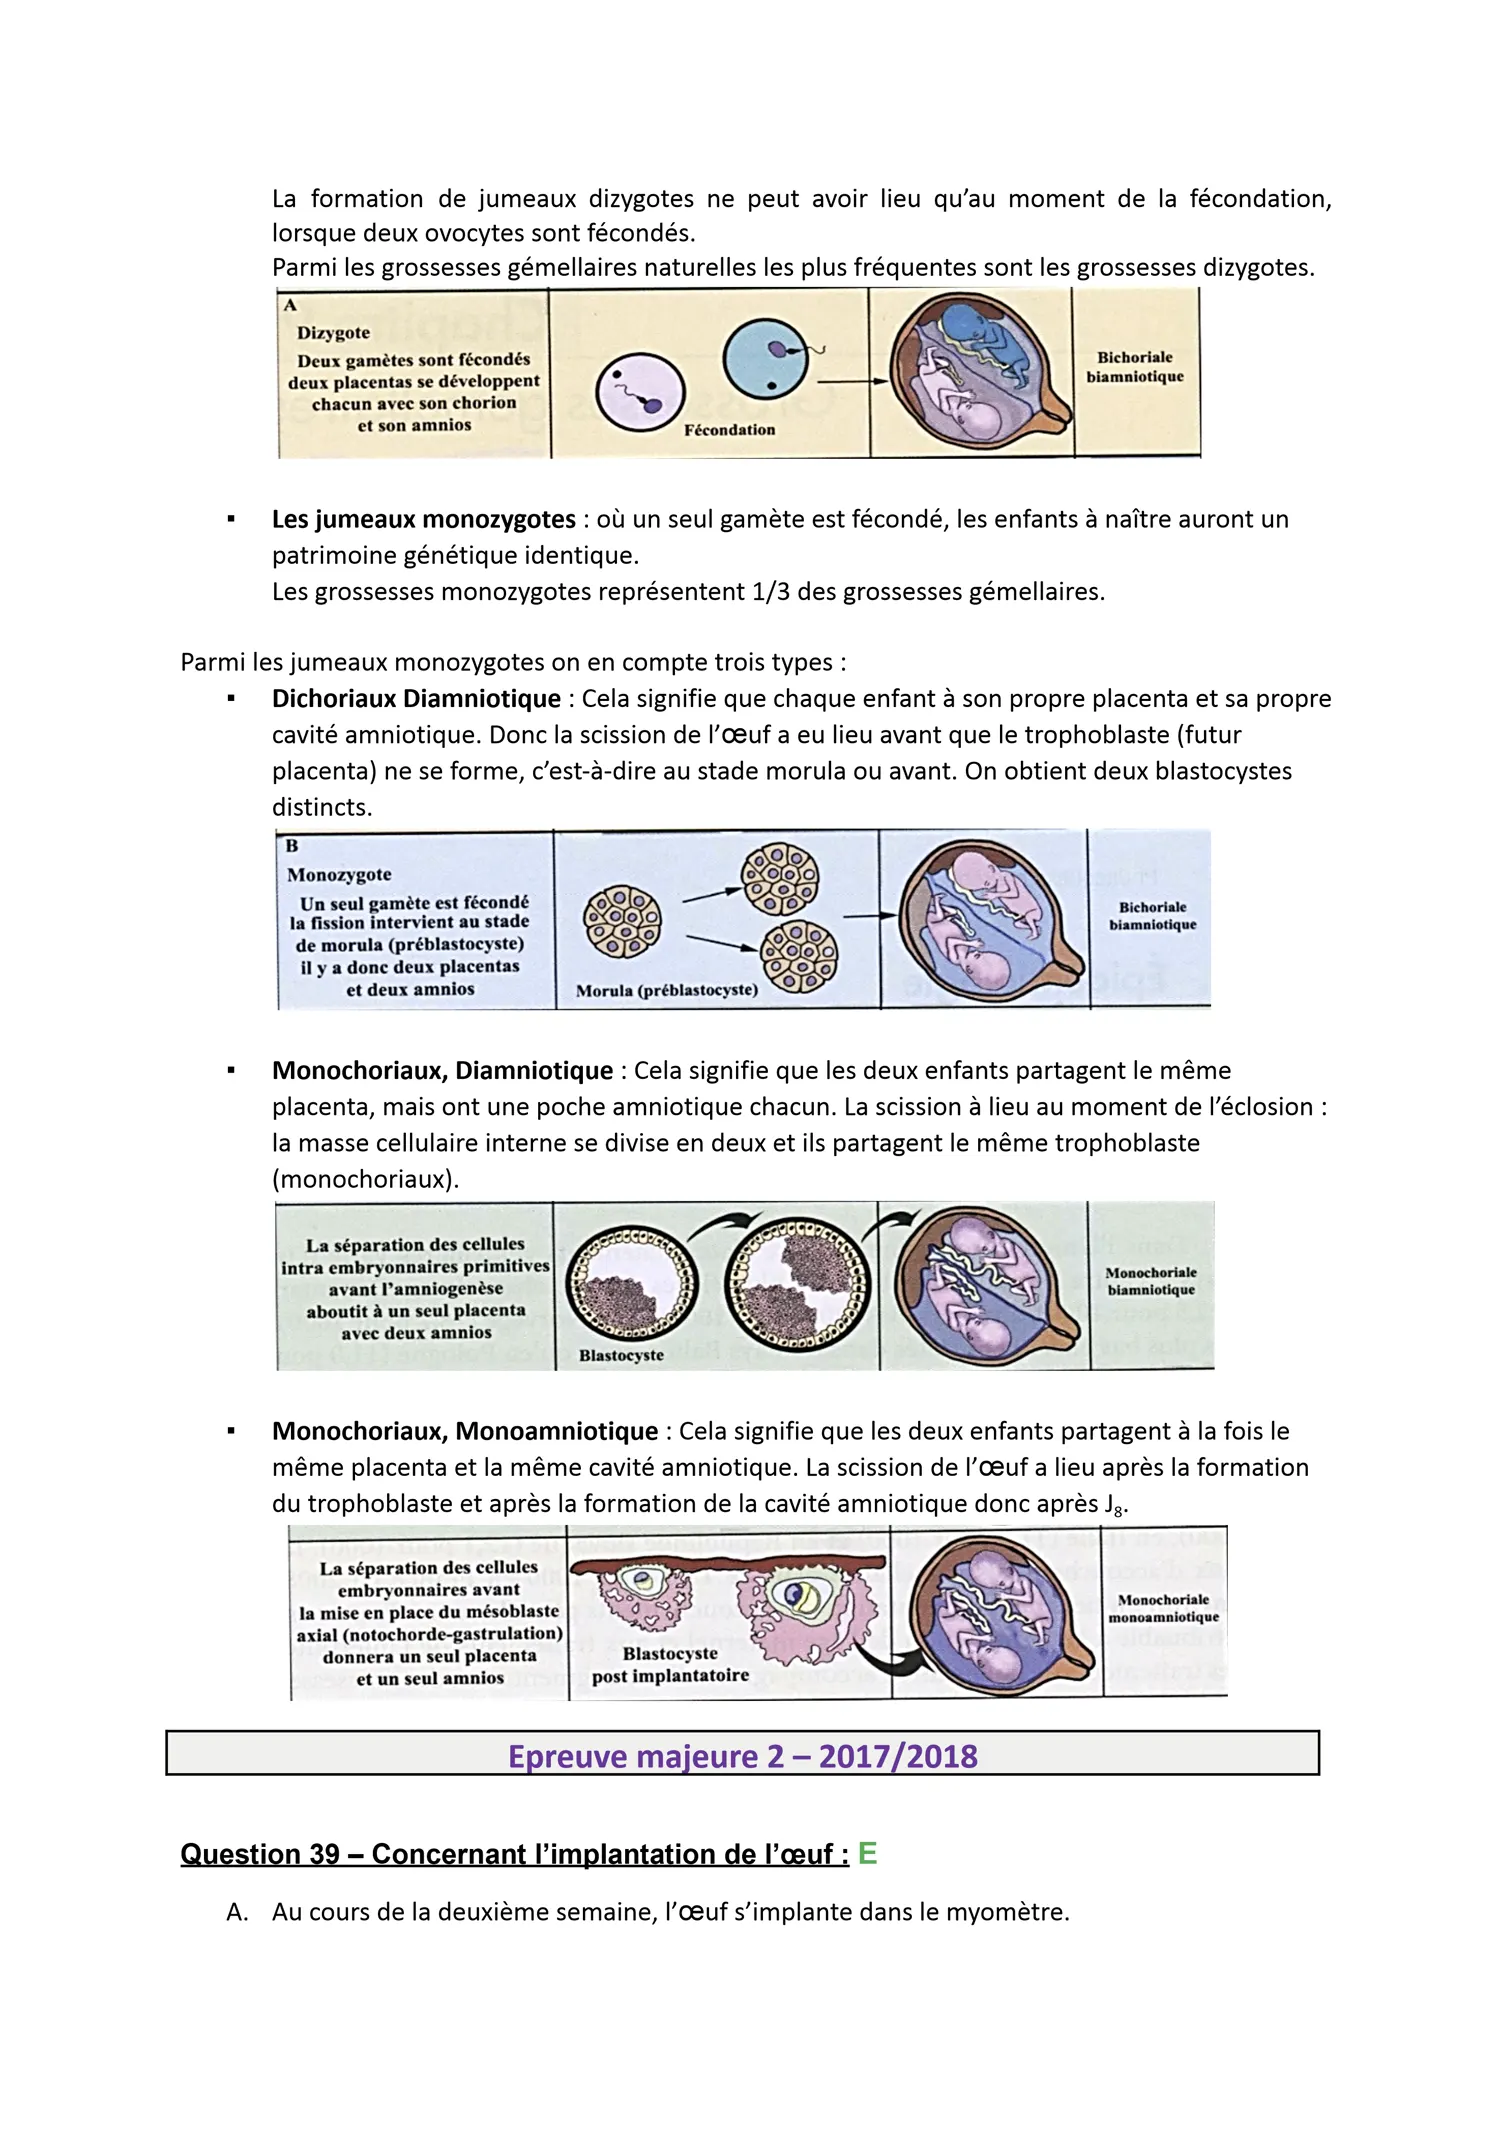 La formation de jumeaux dizygotes ne peut avoir lieu qu'au moment de la fécondation,
lorsque deux ovocytes sont fécondés.
Parmi les grossesses gémellaires naturelles les plus fréquentes sont les grossesses dizygotes.
A
Dizygote
Deux gamètes sont fécondés
deux placentas se développent
chacun avec son chorion
et son amnios
Fécondation
Bichoriale
biamniotique
▪ Les jumeaux monozygotes : où un seul gamète est fécondé, les enfants à naître auront un
patrimoine génétique identique.
Les grossesses monozygotes représentent 1/3 des grossesses gémellaires.
Parmi les jumeaux monozygotes on en compte trois types :
▪ Dichoriaux Diamniotique : Cela signifie que chaque enfant à son propre placenta et sa propre
cavité amniotique. Donc la scission de l'œuf a eu lieu avant que le trophoblaste (futur
placenta) ne se forme, c'est-à-dire au stade morula ou avant. On obtient deux blastocystes
distincts.
B
Monozygote
Un seul gamète est fécondé
la fission intervient au stade
de morula (préblastocyste)
il y a donc deux placentas
et deux amnios
Morula (préblastocyste)
Bichoriale
biamniotique
▪ Monochoriaux, Diamniotique : Cela signifie que les deux enfants partagent le même
placenta, mais ont une poche amniotique chacun. La scission à lieu au moment de l'éclosion :
la masse cellulaire interne se divise en deux et ils partagent le même trophoblaste
(monochoriaux).
La séparation des cellules
intra embryonnaires primitives
avant l'amniogenèse
aboutit à un seul placenta
avec deux amnios
Blastocyste
Monochoriale
biamniotique
▪ Monochoriaux, Monoamniotique : Cela signifie que les deux enfants partagent à la fois le
même placenta et la même cavité amniotique. La scission de l'œuf a lieu après la formation
du trophoblaste et après la formation de la cavité amniotique donc après J₈.
La séparation des cellules
embryonnaires avant
la mise en place du mésoblaste
axial (notochorde-gastrulation)
donnera un seul placenta
et un seul amnios
Blastocyste
post implantatoire
Monochoriale
monoamniotique
Epreuve majeure 2 – 2017/2018
Question 39 – Concernant l'implantation de l'œuf : E
A. Au cours de la deuxième semaine, l'œuf s'implante dans le myomètre.